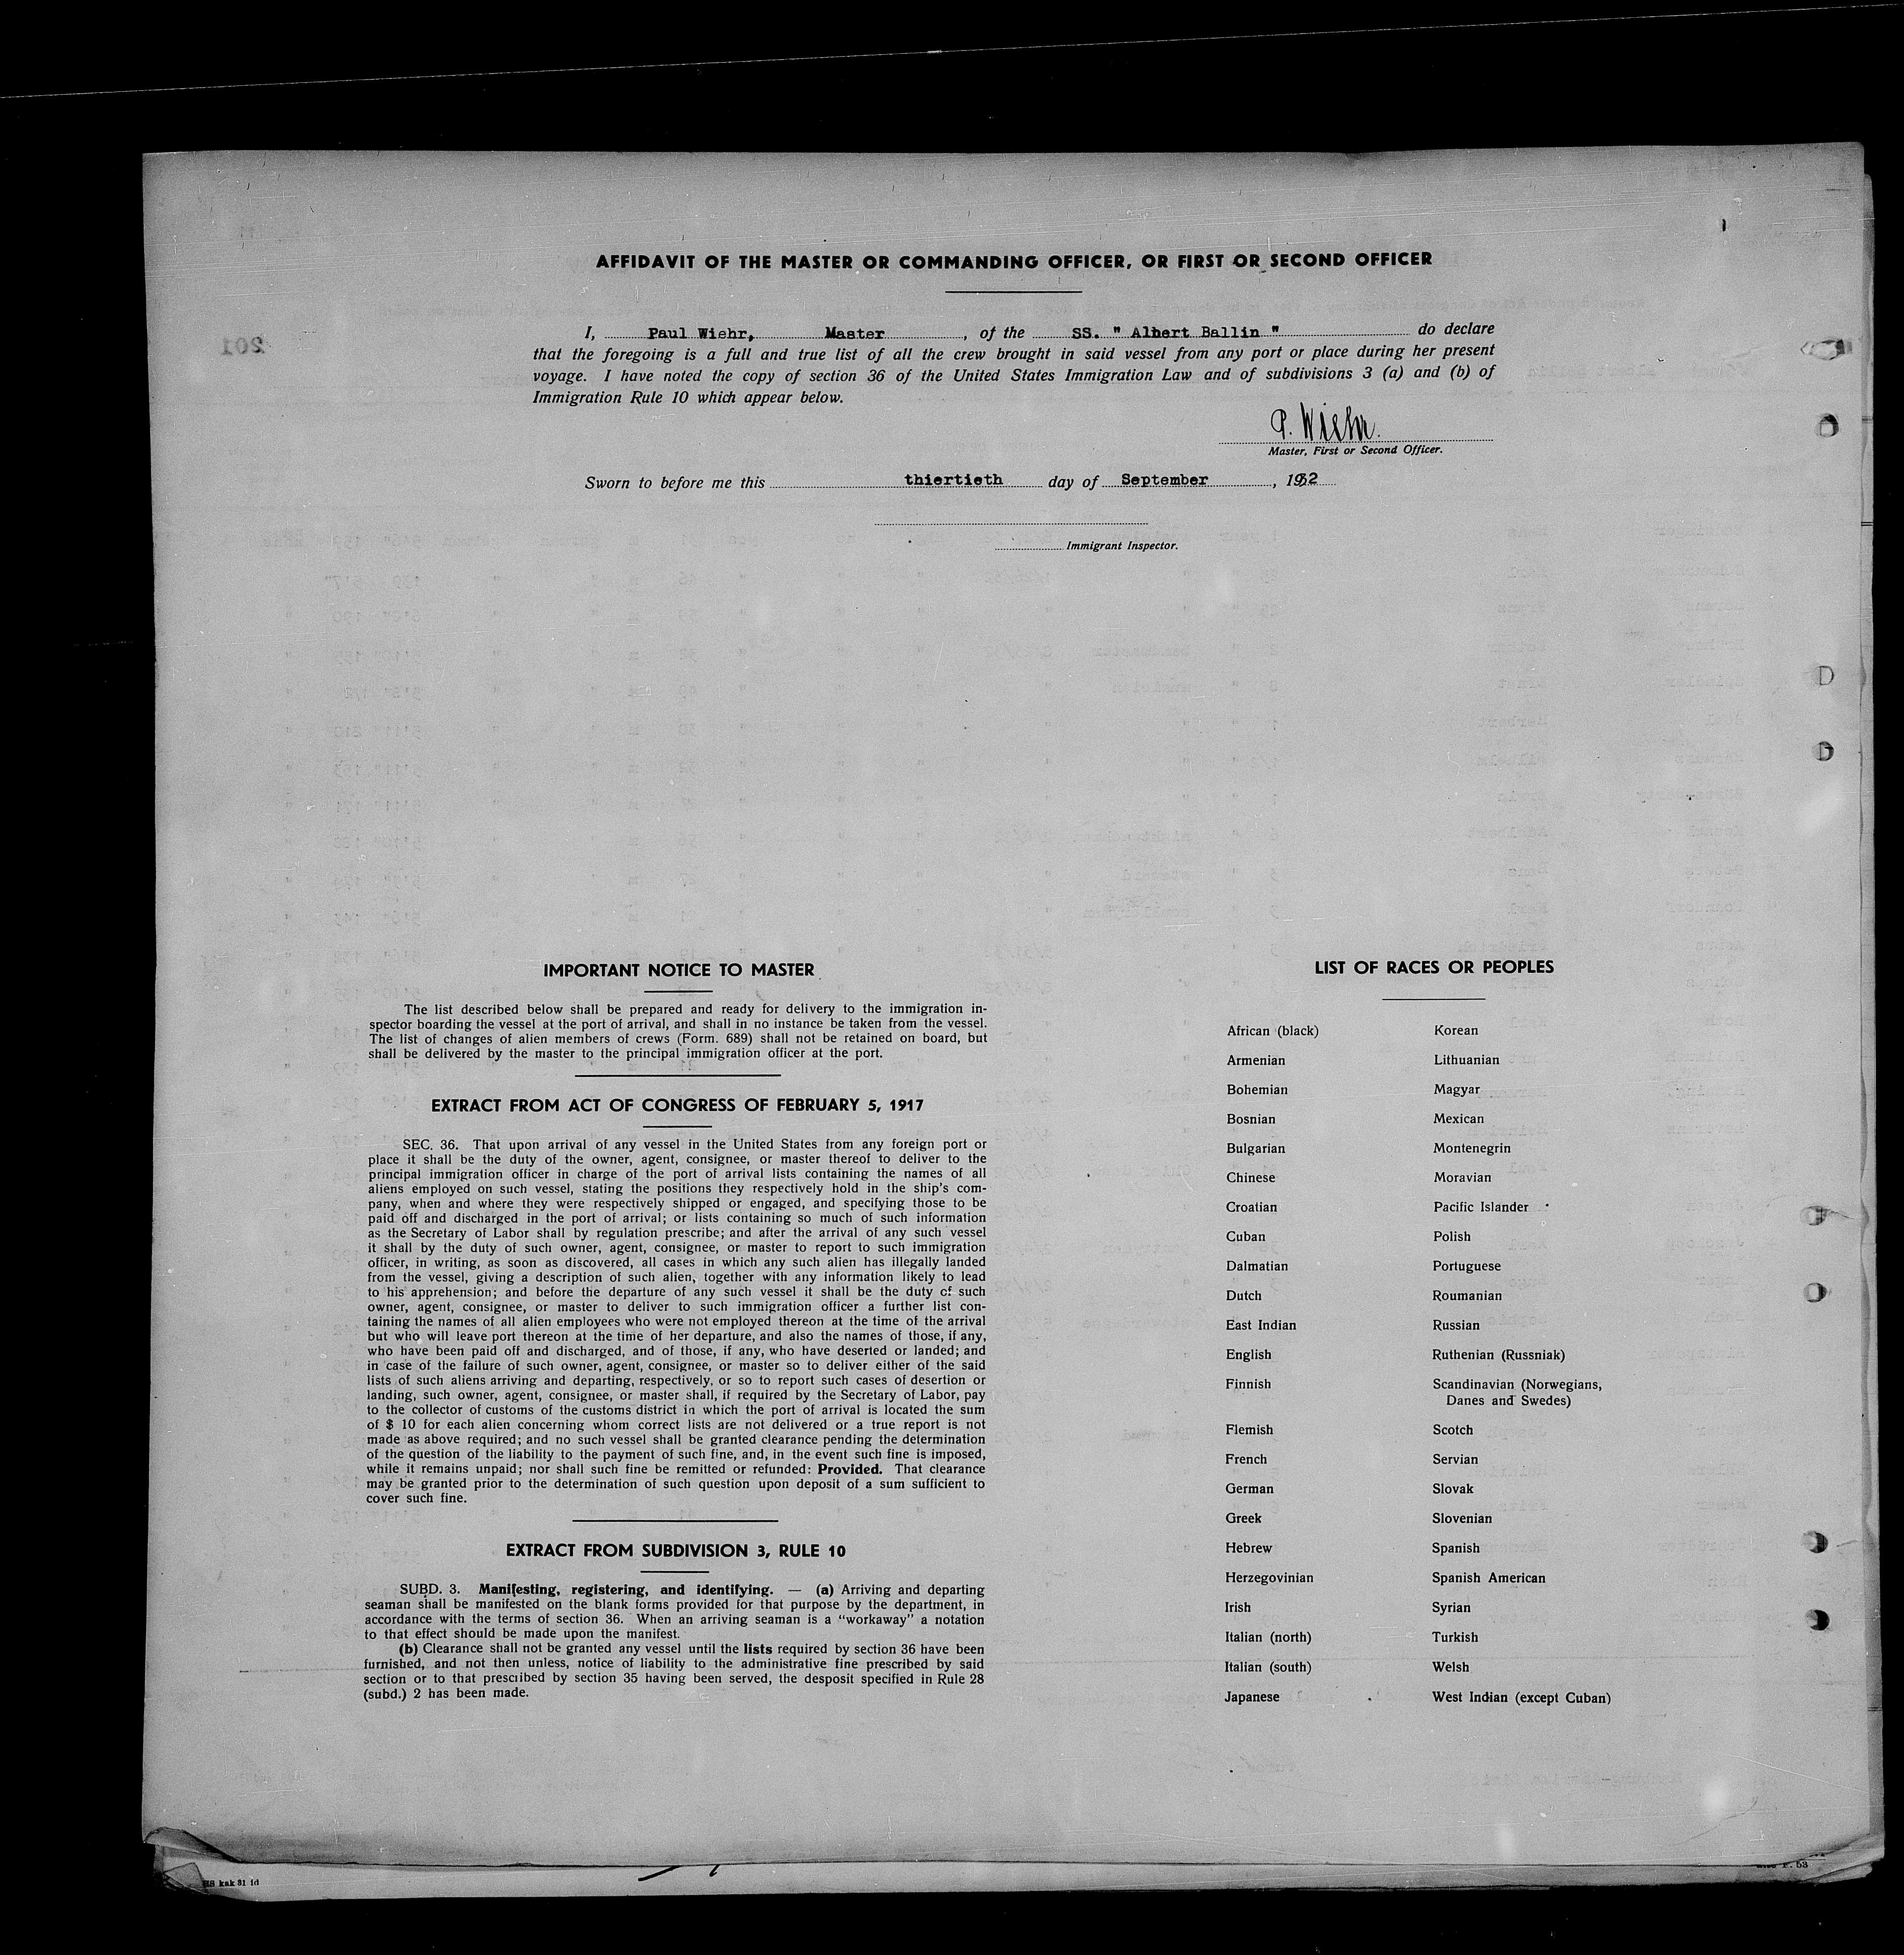 AFFIDAVIT OF THE MASTER OR COMMANDING OFFICER, OR FIRST OR SECOND OFFICER
I, Paul Wiehr, Master, of the SS. " Albert Ballin " do declare
that the foregoing is a full and true list of all the crew brought in said vessel from any port or place during her present
voyage. I have noted the copy of section 36 of the United States Immigration Law and of subdivisions 3 (a) and (b) of
Immigration Rule 10 which appear below.
P. Wiehr.
Master, First or Second Officer.
Sworn to before me this thiertieth day of September, 1932
Immigrant Inspector.
201
IMPORTANT NOTICE TO MASTER
The list described below shall be prepared and ready for delivery to the immigration in-
spector boarding the vessel at the port of arrival, and shall in no instance be taken from the vessel.
The list of changes of alien members of crews (Form. 689) shall not be retained on board, but
shall be delivered by the master to the principal immigration officer at the port.
EXTRACT FROM ACT OF CONGRESS OF FEBRUARY 5, 1917
SEC. 36. That upon arrival of any vessel in the United States from any foreign port or
place it shall be the duty of the owner, agent, consignee, or master thereof to deliver to the
principal immigration officer in charge of the port of arrival lists containing the names of all
aliens employed on such vessel, stating the positions they respectively hold in the ship's com-
pany, when and where they were respectively shipped or engaged, and specifying those to be
paid off and discharged in the port of arrival; or lists containing so much of such information
as the Secretary of Labor shall by regulation prescribe; and after the arrival of any such vessel
it shall by the duty of such owner, agent, consignee, or master to report to such immigration
officer, in writing, as soon as discovered, all cases in which any such alien has illegally landed
from the vessel, giving a description of such alien, together with any information likely to lead
to his apprehension; and before the departure of any such vessel it shall be the duty of such
owner, agent, consignee, or master to deliver to such immigration officer a further list con-
taining the names of all alien employees who were not employed thereon at the time of the arrival
but who will leave port thereon at the time of her departure, and also the names of those, if any,
who have been paid off and discharged, and of those, if any, who have deserted or landed; and
in case of the failure of such owner, agent, consignee, or master so to deliver either of the said
lists of such aliens arriving and departing, respectively, or so to report such cases of desertion or
landing, such owner, agent, consignee, or master shall, if required by the Secretary of Labor, pay
to the collector of customs of the customs district in which the port of arrival is located the sum
of $ 10 for each alien concerning whom correct lists are not delivered or a true report is not
made as above required; and no such vessel shall be granted clearance pending the determination
of the question of the liability to the payment of such fine, and, in the event such fine is imposed,
while it remains unpaid; nor shall such fine be remitted or refunded: Provided. That clearance
may be granted prior to the determination of such question upon deposit of a sum sufficient to
cover such fine.
EXTRACT FROM SUBDIVISION 3, RULE 10
SUBD. 3. Manifesting, registering, and identifying. — (a) Arriving and departing
seaman shall be manifested on the blank forms provided for that purpose by the department, in
accordance with the terms of section 36. When an arriving seaman is a "workaway" a notation
to that effect should be made upon the manifest.
(b) Clearance shall not be granted any vessel until the lists required by section 36 have been
furnished, and not then unless, notice of liability to the administrative fine prescribed by said
section or to that prescribed by section 35 having been served, the desposit specified in Rule 28
(subd.) 2 has been made.
LIST OF RACES OR PEOPLES
African (black) Korean
Armenian Lithuanian
Bohemian Magyar
Bosnian Mexican
Bulgarian Montenegrin
Chinese Moravian
Croatian Pacific Islander
Cuban Polish
Dalmatian Portuguese
Dutch Roumanian
East Indian Russian
English Ruthenian (Russniak)
Finnish Scandinavian (Norwegians,
Danes and Swedes)
Flemish Scotch
French Servian
German Slovak
Greek Slovenian
Hebrew Spanish
Herzegovinian Spanish American
Irish Syrian
Italian (north) Turkish
Italian (south) Welsh
Japanese West Indian (except Cuban)
kak 31 1d
P. 53